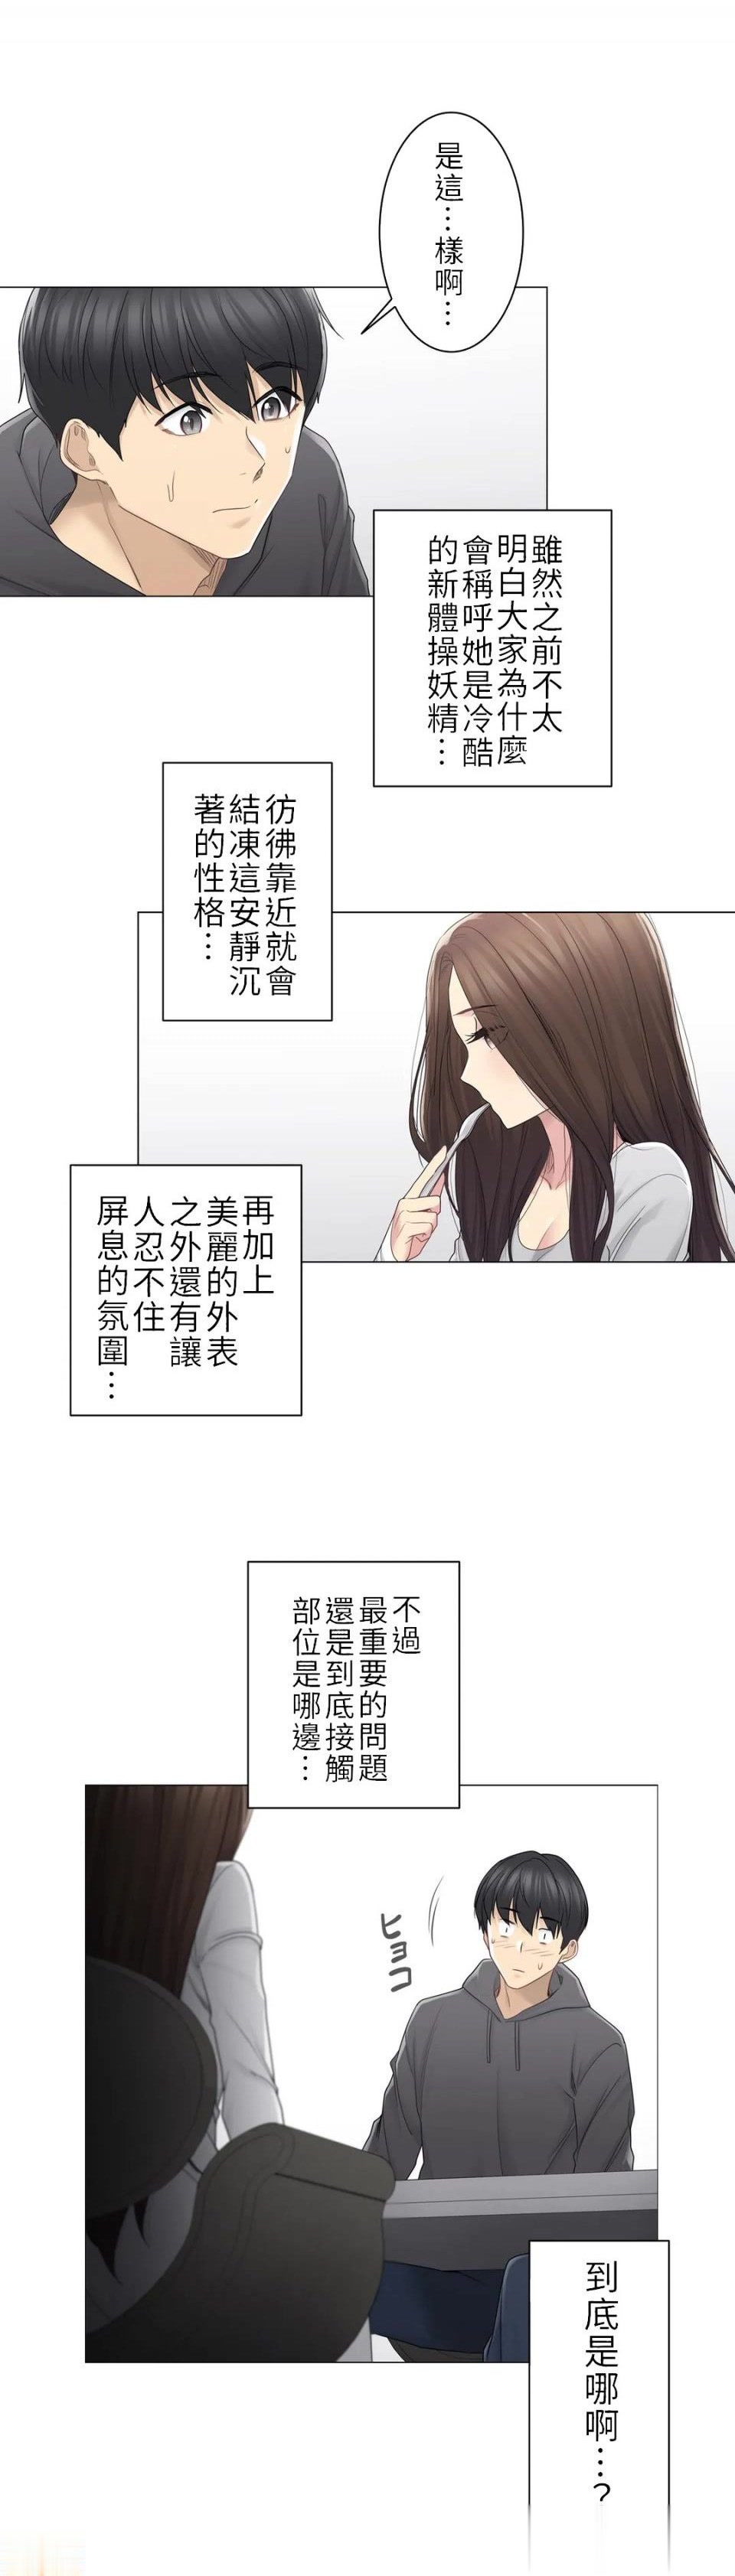 是這…樣啊…
雖然之前不太
明白大家為什麼
會稱呼她是冷酷
的新體操妖精…
彷彿靠近就會
結凍這安靜沉
著的性格…
再加上
美麗的外表
之外還有讓
人忍不住
屏息的氛圍…
不過
最重要的問題
還是到底接觸
部位是哪邊…
ヒョコ
到底是哪啊…?